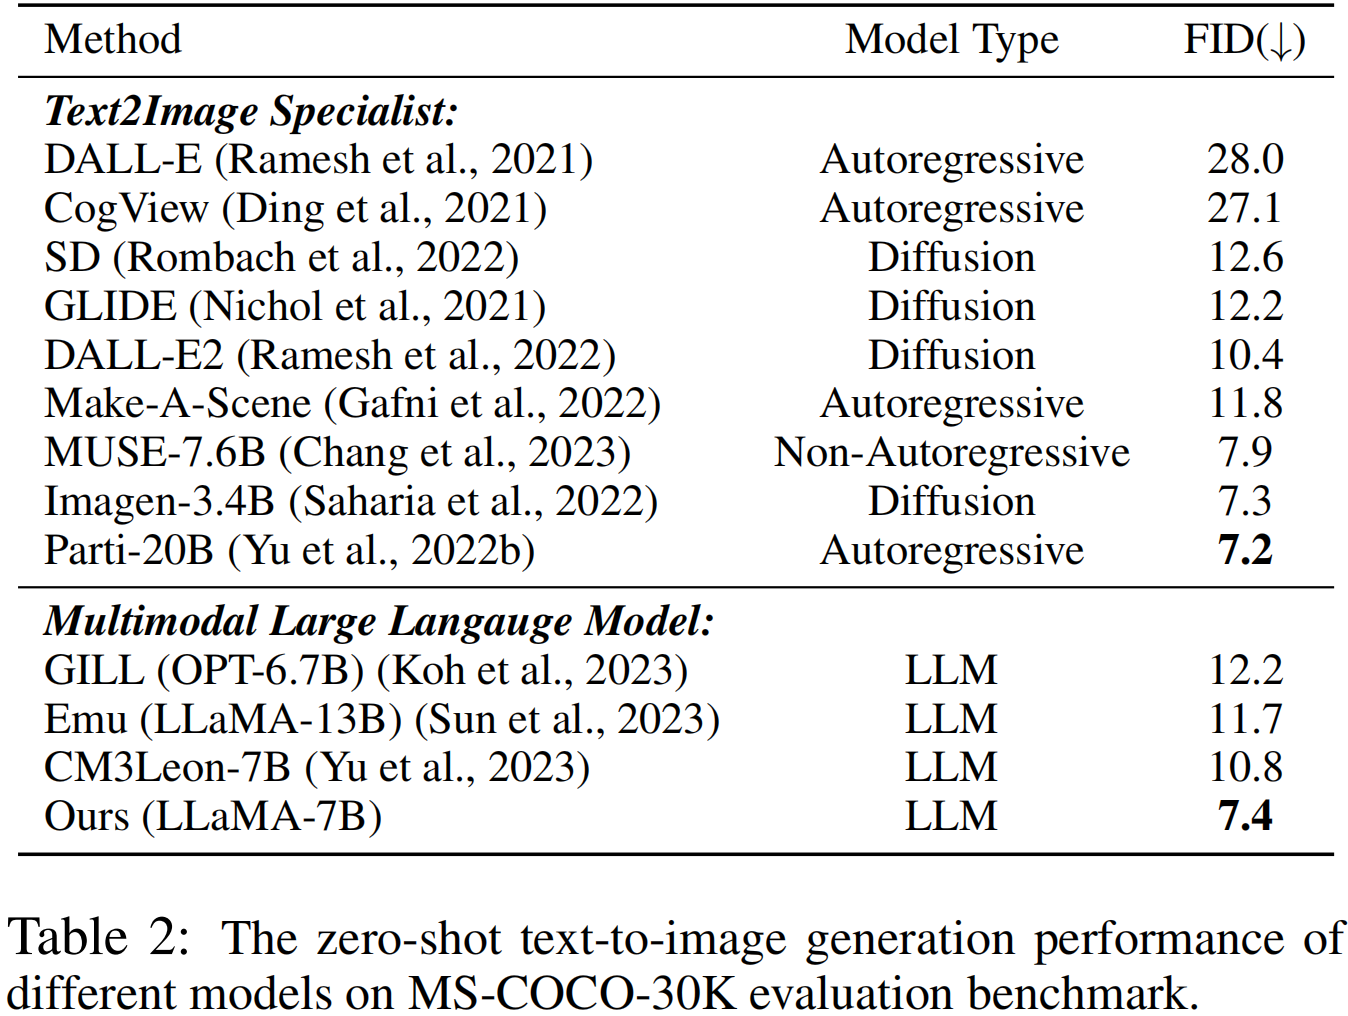 Method Model Type FID(↓)
Text2Image Specialist:
DALL-E (Ramesh et al., 2021) Autoregressive 28.0
CogView (Ding et al., 2021) Autoregressive 27.1
SD (Rombach et al., 2022) Diffusion 12.6
GLIDE (Nichol et al., 2021) Diffusion 12.2
DALL-E2 (Ramesh et al., 2022) Diffusion 10.4
Make-A-Scene (Gafni et al., 2022) Autoregressive 11.8
MUSE-7.6B (Chang et al., 2023) Non-Autoregressive 7.9
Imagen-3.4B (Saharia et al., 2022) Diffusion 7.3
Parti-20B (Yu et al., 2022b) Autoregressive 7.2
Multimodal Large Langauge Model:
GILL (OPT-6.7B) (Koh et al., 2023) LLM 12.2
Emu (LLaMA-13B) (Sun et al., 2023) LLM 11.7
CM3Leon-7B (Yu et al., 2023) LLM 10.8
Ours (LLaMA-7B) LLM 7.4
Table 2: The zero-shot text-to-image generation performance of
different models on MS-COCO-30K evaluation benchmark.